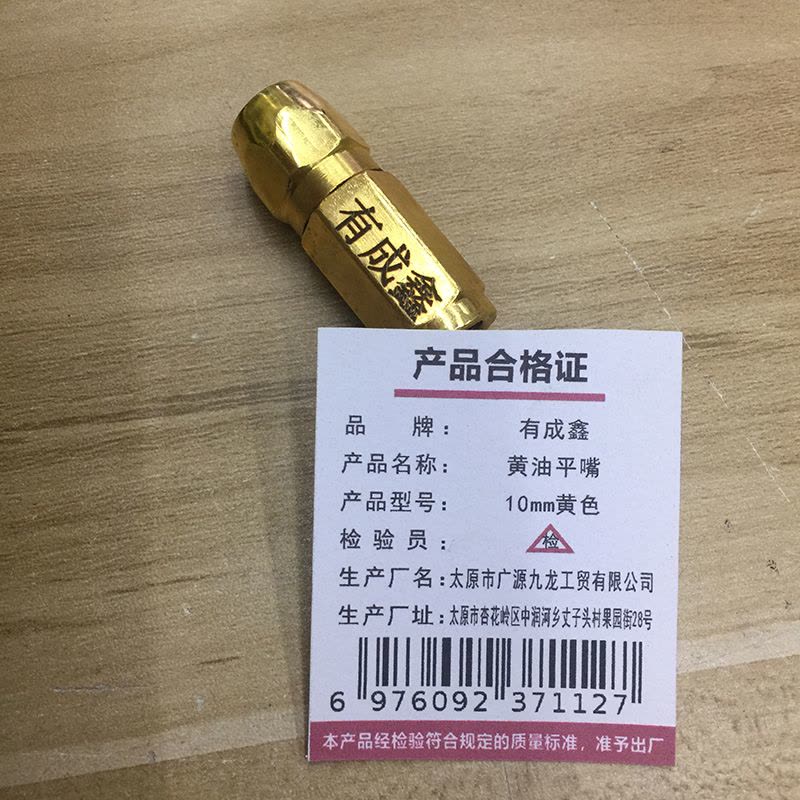 有成鑫
产品合格证
品 牌： 有成鑫
产品名称： 黄油平嘴
产品型号： 10mm黄色
检 验 员： 检
生产厂名：太原市广源九龙工贸有限公司
生产厂址：太原市杏花岭区中润河乡丈子头村果园街28号
6 976092 371127
本产品经检验符合规定的质量标准，准予出厂